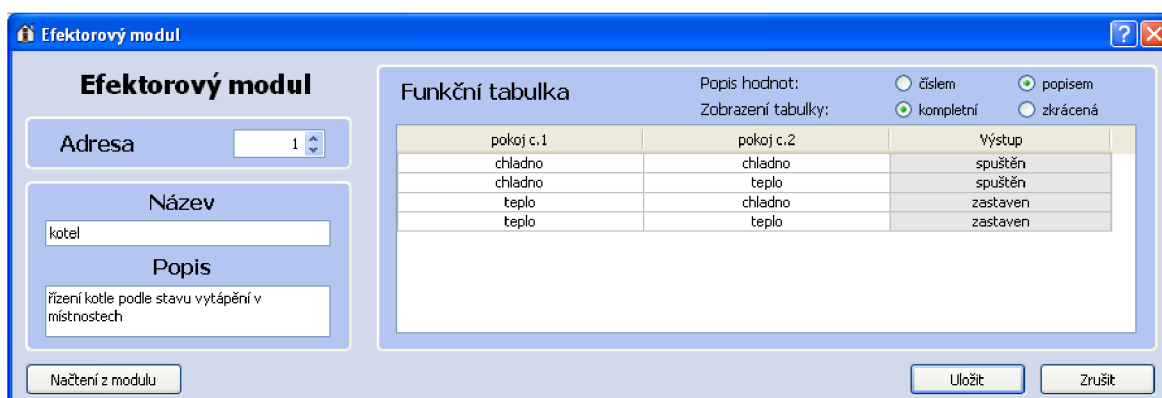 Efektorový modul
Efektorový modul
Adresa
1
Název
kotel
Popis
řízení kotle podle stavu vytápění v
místnostech
Funkční tabulka
Popis hodnot: číslem popisem
Zobrazení tabulky: kompletní zkrácená
pokoj c.1 pokoj c.2 Výstup
chladno chladno spuštěn
chladno teplo spuštěn
teplo chladno zastaven
teplo teplo zastaven
Načtení z modulu Uložit Zrušit